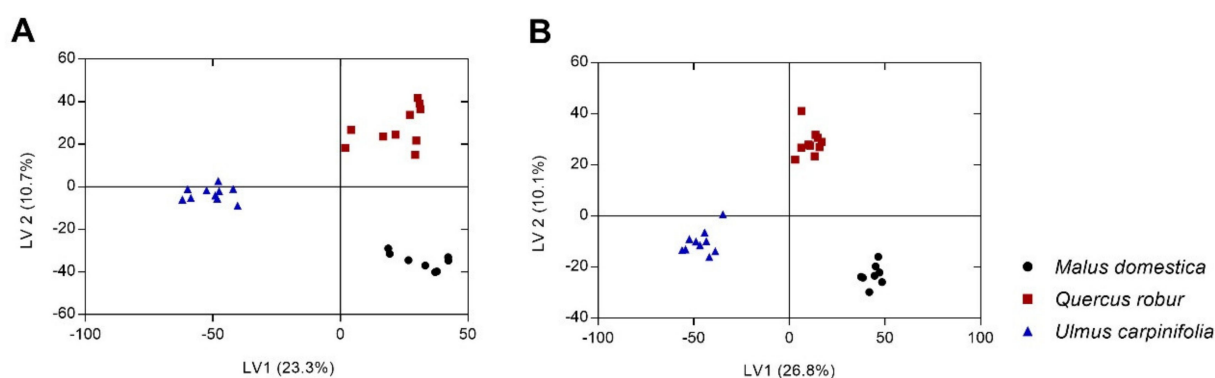 A
B
60
40
20
0
-20
-40
-60
-100
-50
0
50
LV 2 (10.7%)
LV1 (23.3%)
60
40
20
0
-20
-40
-100
-50
0
50
100
LV 2 (10.1%)
LV1 (26.8%)
Malus domestica
Quercus robur
Ulmus carpinifolia